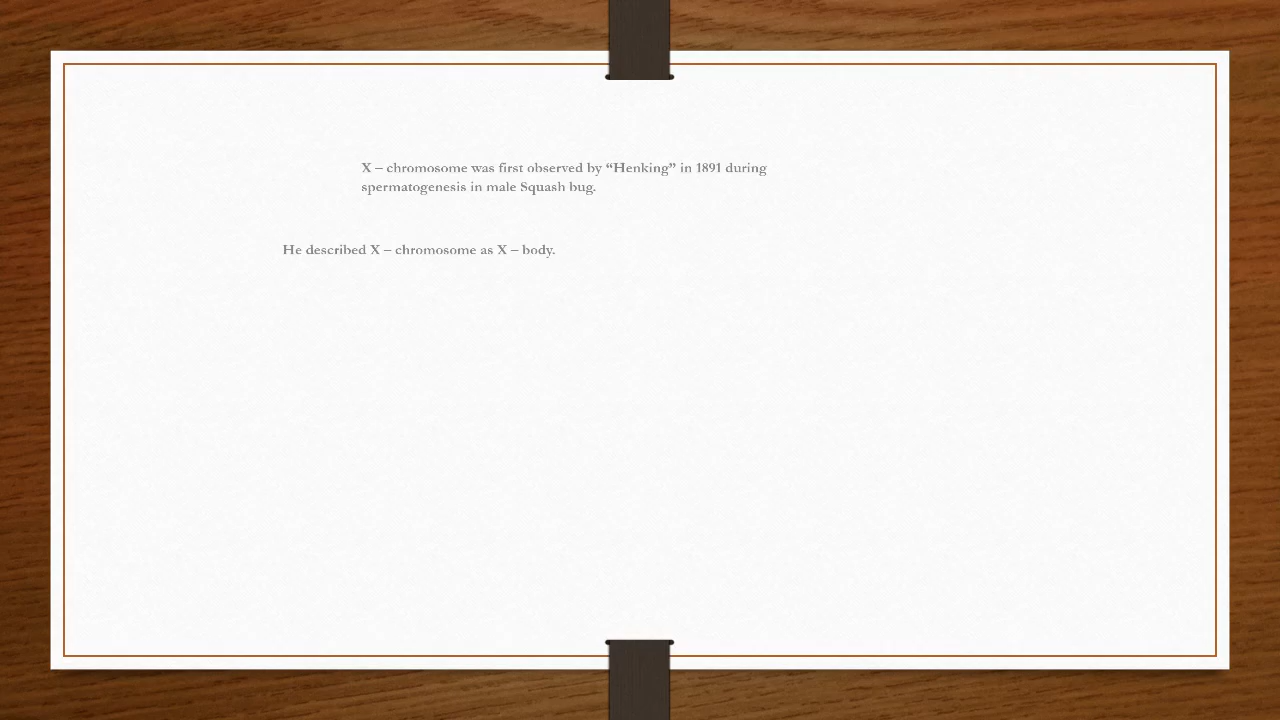 X – chromosome was first observed by “Henking” in 1891 during
spermatogenesis in male Squash bug.
He described X – chromosome as X – body.